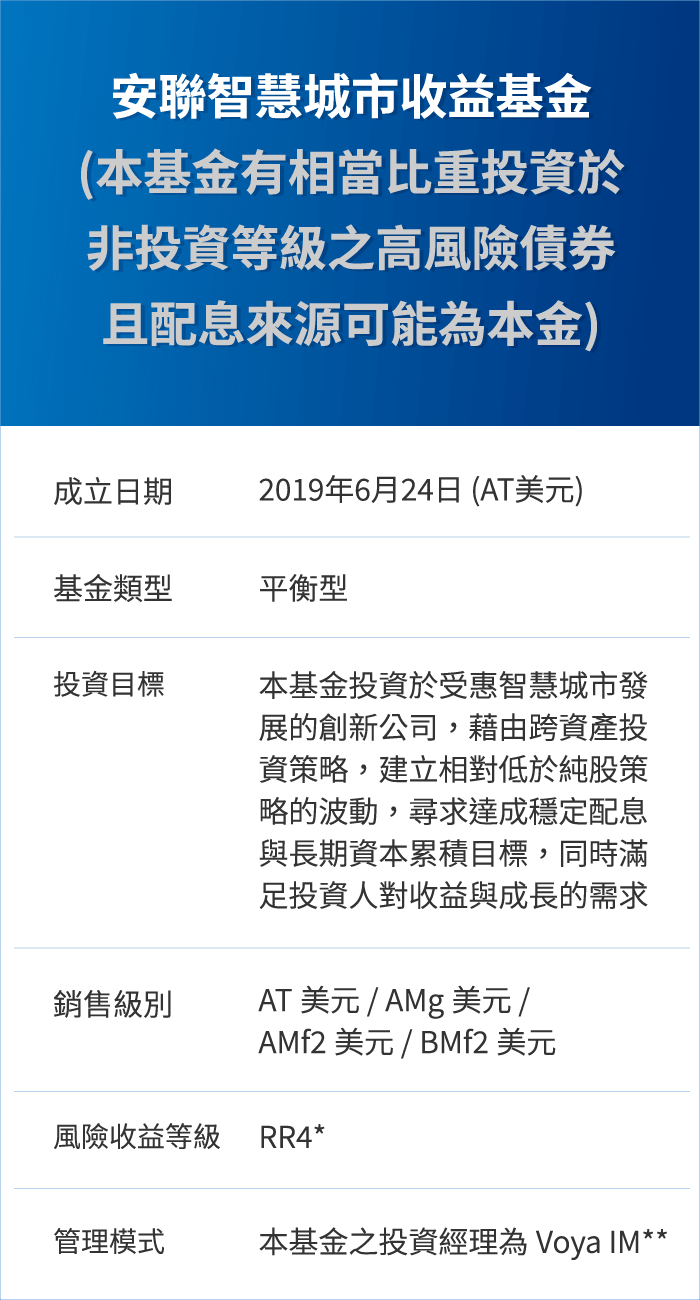 安聯智慧城市收益基金
(本基金有相當比重投資於
非投資等級之高風險債券
且配息來源可能為本金)
成立日期
2019年6月24日 (AT美元)
基金類型
平衡型
投資目標
本基金投資於受惠智慧城市發
展的創新公司，藉由跨資產投
資策略，建立相對低於純股策
略的波動，尋求達成穩定配息
與長期資本累積目標，同時滿
足投資人對收益與成長的需求
銷售級別
AT 美元 / AMg 美元 /
AMf2 美元 / BMf2 美元
風險收益等級
RR4*
管理模式
本基金之投資經理為 Voya IM**